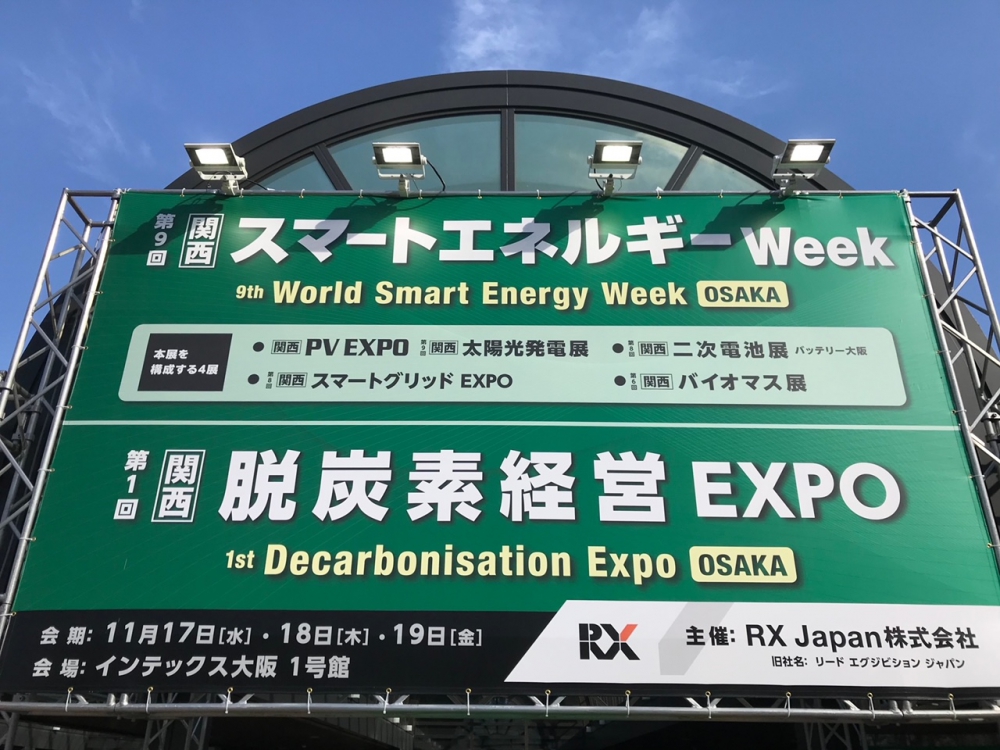 第9回 関西 スマートエネルギーWeek
9th World Smart Energy Week OSAKA
本展を
構成する4展
● 関西 PV EXPO 第9回 関西 太陽光発電展
● 関西 二次電池展 バッテリー大阪
● 関西 スマートグリッド EXPO
● 第6回 関西 バイオマス展
第1回 関西 脱炭素経営 EXPO
1st Decarbonisation Expo OSAKA
会期: 11月17日[水]・18日[木]・19日[金]
会場: インテックス大阪 1号館
RX
主催: RX Japan株式会社
旧社名: リード エグジビション ジャパン